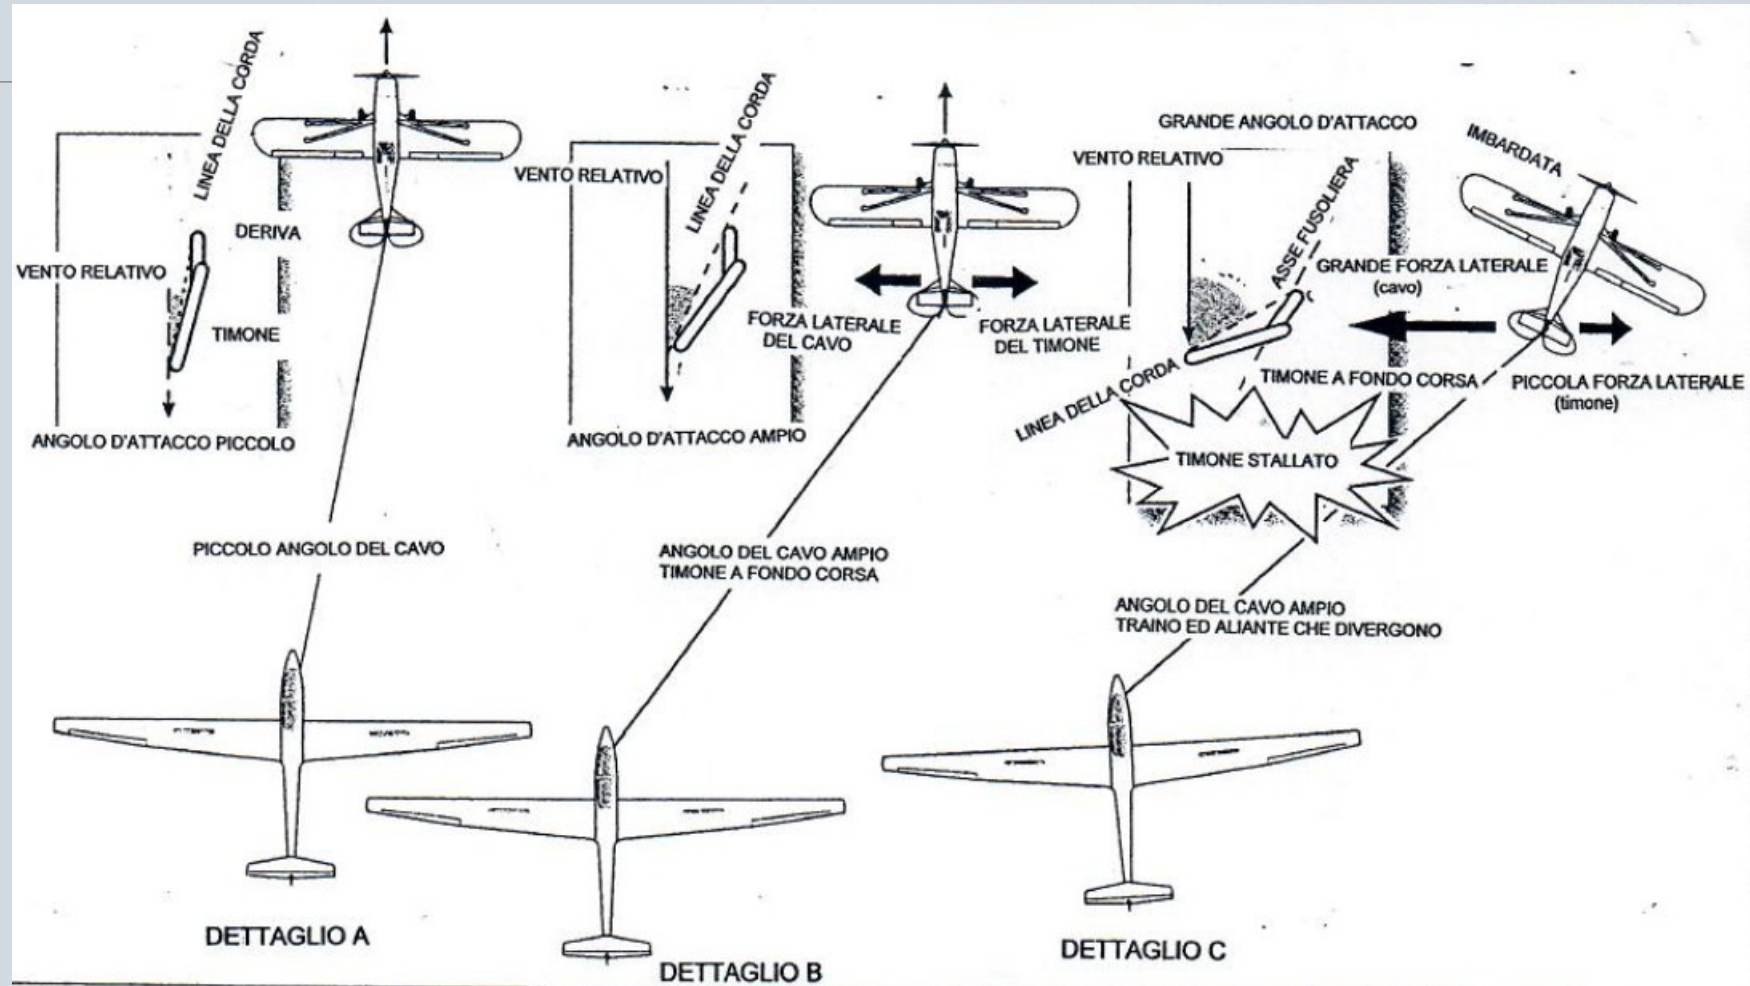 LINEA DELLA CORDA
DERIVA
VENTO RELATIVO
TIMONE
ANGOLO D'ATTACCO PICCOLO
PICCOLO ANGOLO DEL CAVO
DETTAGLIO A
LINEA DELLA CORDA
VENTO RELATIVO
FORZA LATERALE
DEL CAVO
FORZA LATERALE
DEL TIMONE
ANGOLO D'ATTACCO AMPIO
ANGOLO DEL CAVO AMPIO
TIMONE A FONDO CORSA
DETTAGLIO B
GRANDE ANGOLO D'ATTACCO
VENTO RELATIVO
IMBARDATA
ASSE FUSOLIERA
GRANDE FORZA LATERALE
(cavo)
LINEA DELLA CORDA
TIMONE A FONDO CORSA
PICCOLA FORZA LATERALE
(timone)
TIMONE STALLATO
ANGOLO DEL CAVO AMPIO
TRAINO ED ALIANTE CHE DIVERGONO
DETTAGLIO C